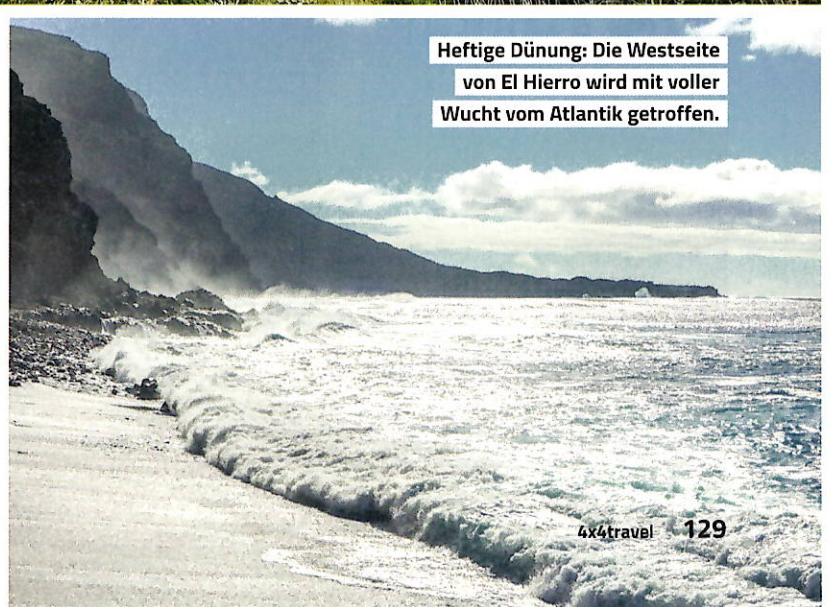 Heftige Dünung: Die Westseite
von El Hierro wird mit voller
Wucht vom Atlantik getroffen.
4x4travel 129